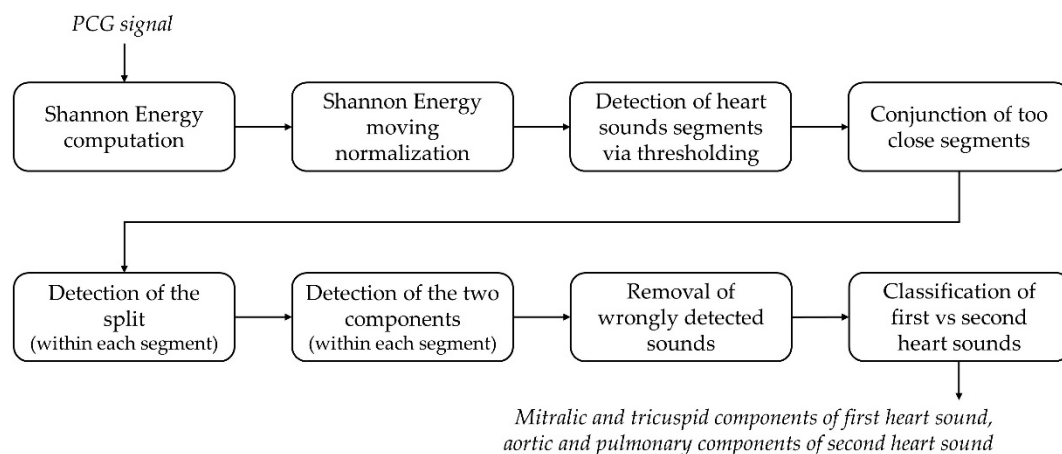 PCG signal
Shannon Energy
computation
Shannon Energy
moving
normalization
Detection of heart
sounds segments
via thresholding
Conjunction of too
close segments
Detection of the
split
(within each segment)
Detection of the two
components
(within each segment)
Removal of
wrongly detected
sounds
Classification of
first vs second
heart sounds
Mitralic and tricuspid components of first heart sound,
aortic and pulmonary components of second heart sound